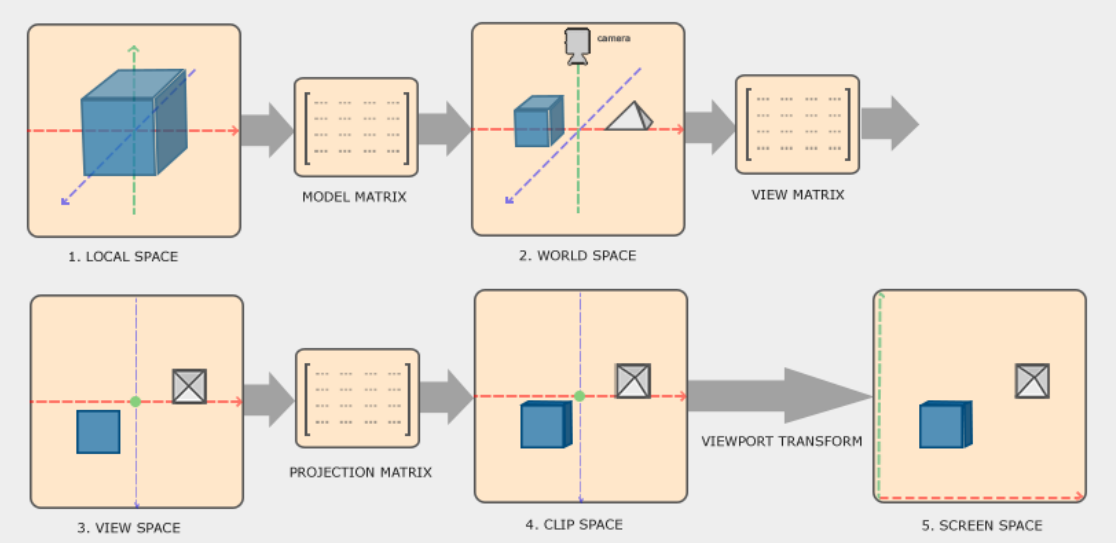 camera
MODEL MATRIX
VIEW MATRIX
1. LOCAL SPACE
2. WORLD SPACE
PROJECTION MATRIX
VIEWPORT TRANSFORM
3. VIEW SPACE
4. CLIP SPACE
5. SCREEN SPACE